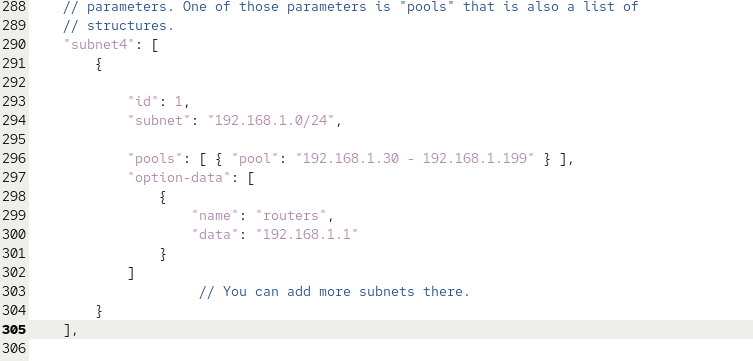 288 // parameters. One of those parameters is "pools" that is also a list of
289 // structures.
290 "subnet4": [
291 {
292
293 "id": 1,
294 "subnet": "192.168.1.0/24",
295
296 "pools": [ { "pool": "192.168.1.30 - 192.168.1.199" } ],
297 "option-data": [
298 {
299 "name": "routers",
300 "data": "192.168.1.1"
301 }
302 ]
303 // You can add more subnets there.
304 }
305 ],
306